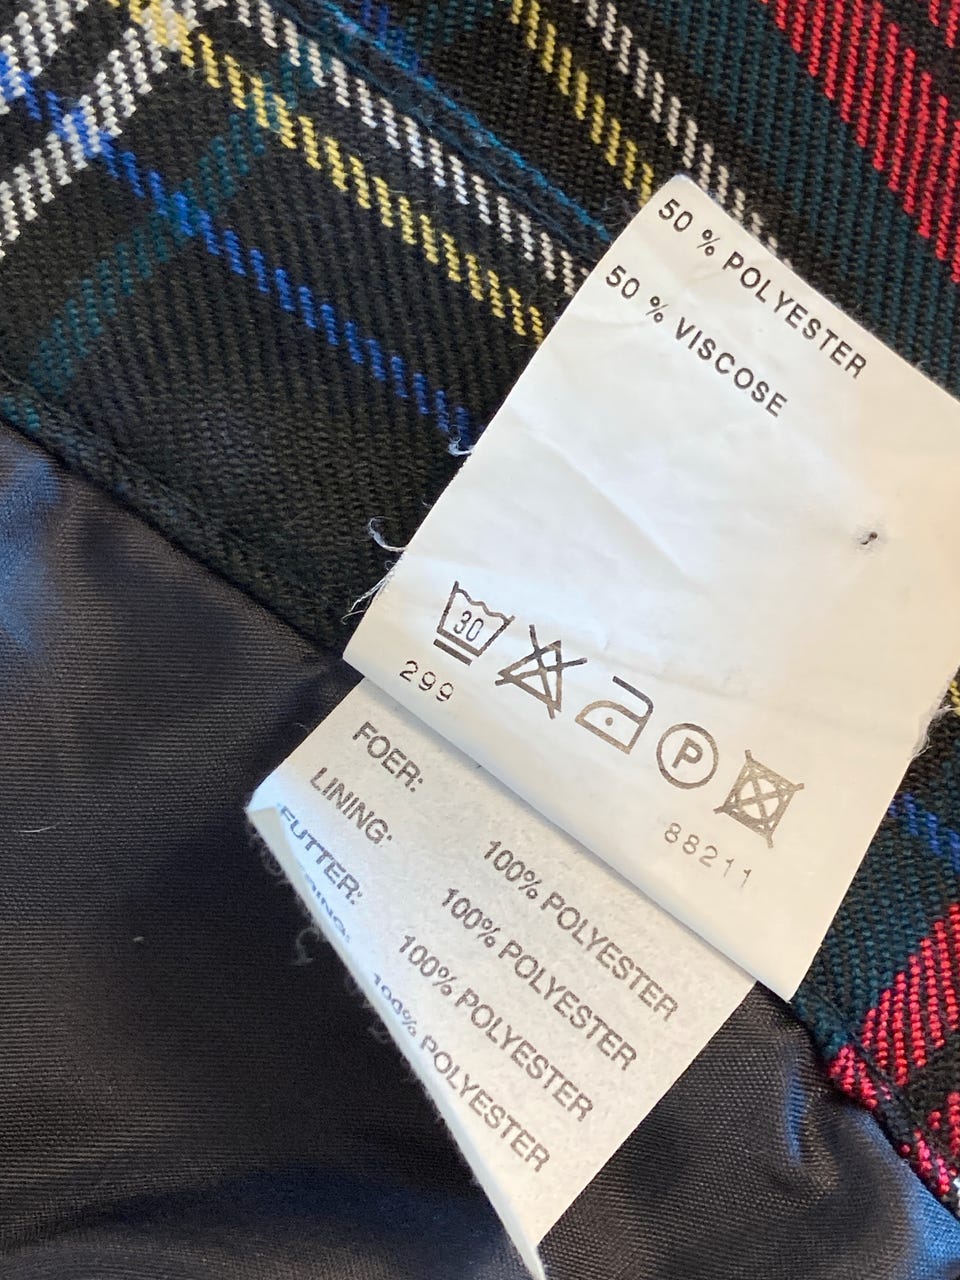 50 % POLYESTER
50 % VISCOSE
30
P
299
88211
FOER: 100% POLYESTER
LINING: 100% POLYESTER
FUTTER: 100% POLYESTER
100% POLYESTER